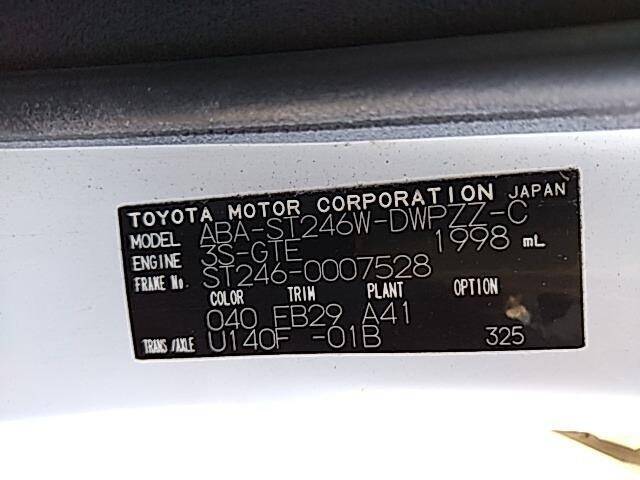 TOYOTA MOTOR CORPORATION JAPAN
MODEL ABA-ST246W-DWPZZ-C
ENGINE 3S-GTE 1998 mL
FRAME No. ST246-0007528
COLOR TRIM PLANT OPTION
040 FB29 A41
TRANS/AXLE U140F -01B 325